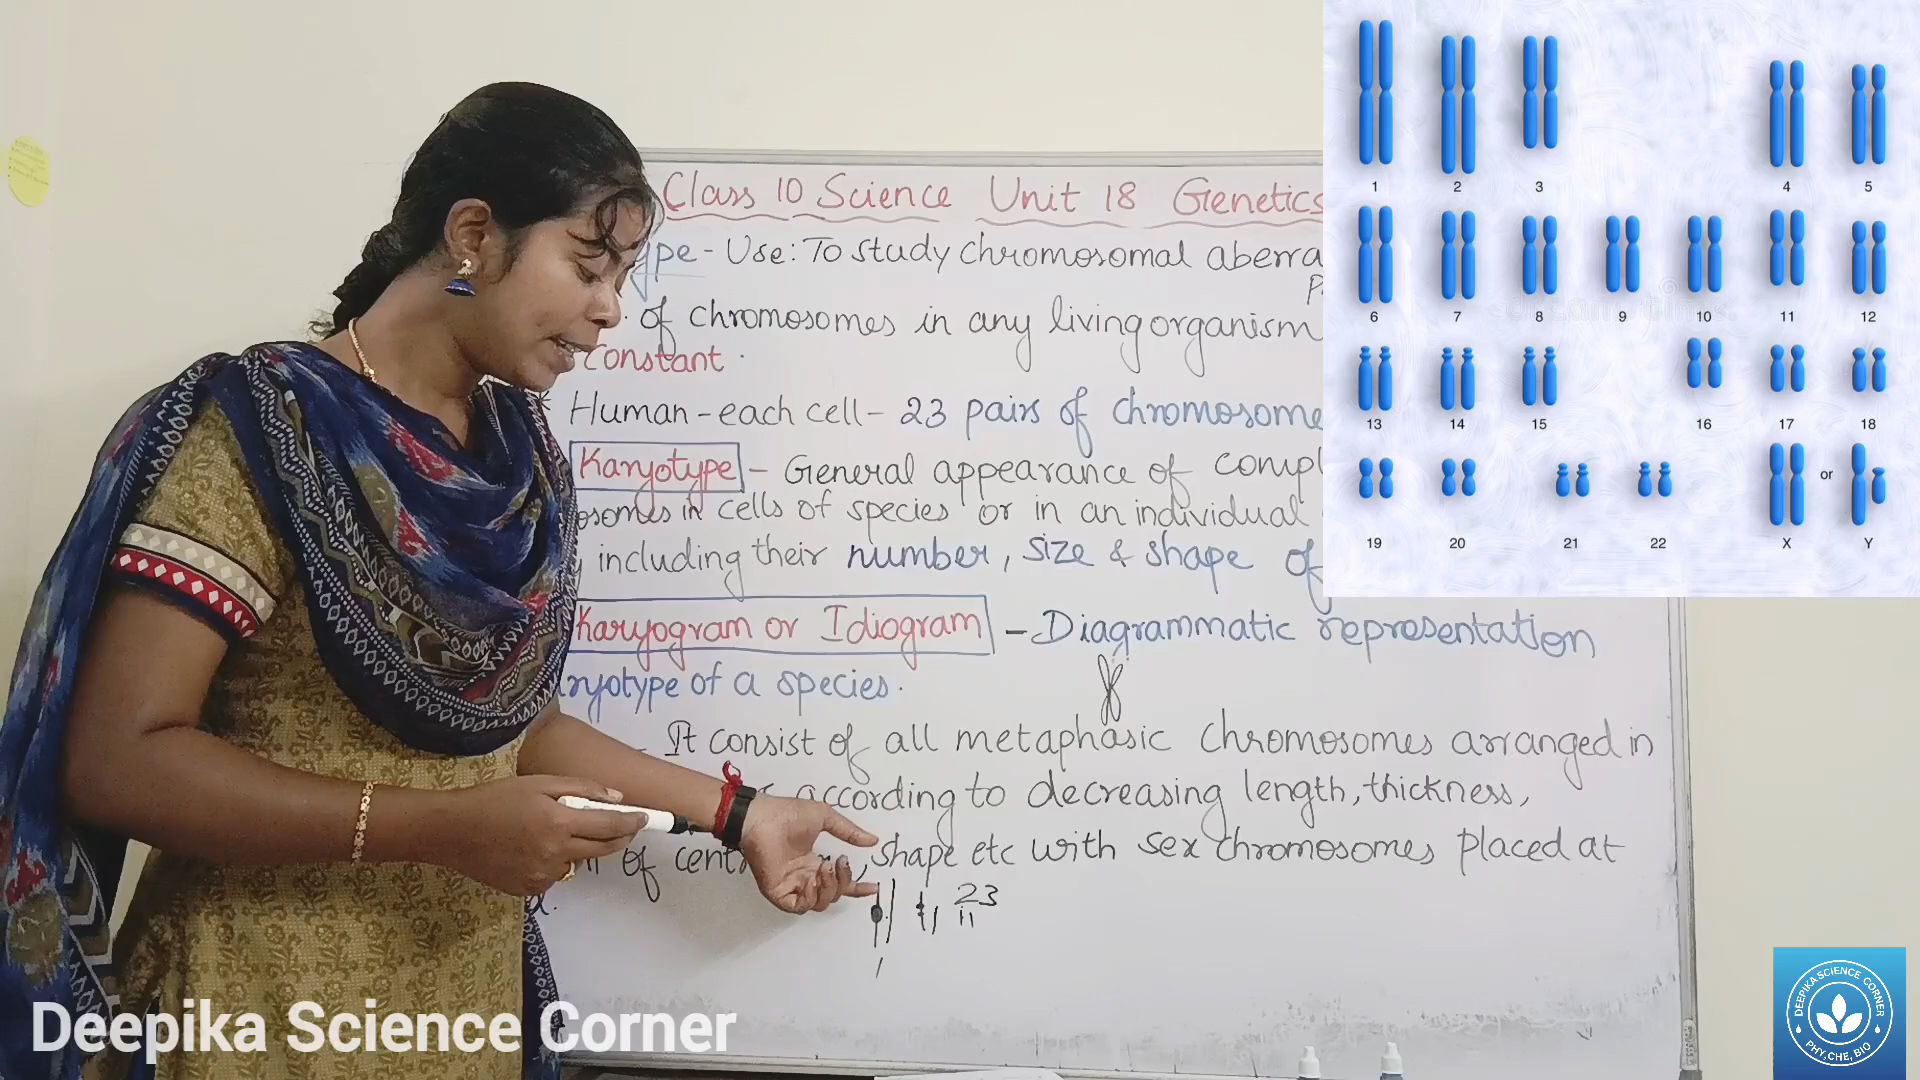 Class 10 Science Unit 18 Genetics
ype - Use: To study chromosomal aberra
of chromosomes in any living organism
Constant.
* Human - each cell - 23 pairs of chromosome
Karyotype - General appearance of compl
osomes in cells of species or in an individual
including their number, size & shape of
Karyogram or Idiogram - Diagrammatic representation
of
ryotype of a species.
- It consist of all metaphasic chromosomes arranged in
according to decreasing length, thickness,
of cent , shape etc with sex chromosomes placed at
23
1 2 3 4 5
6 7 8 9 10 11 12
13 14 15 16 17 18
or
19 20 21 22 X Y
Deepika Science Corner
DEEPIKA SCIENCE CORNER
PHY, CHE, BIO